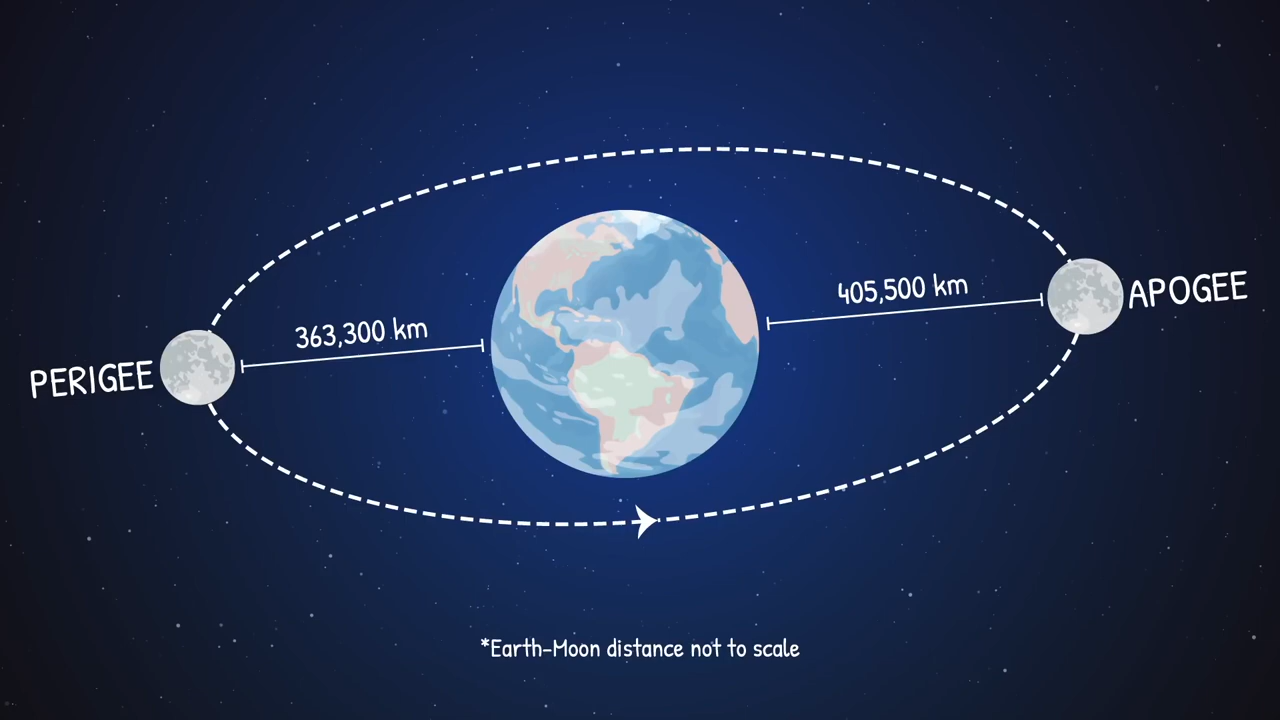 405,500 km
APOGEE
363,300 km
PERIGEE
*Earth-Moon distance not to scale